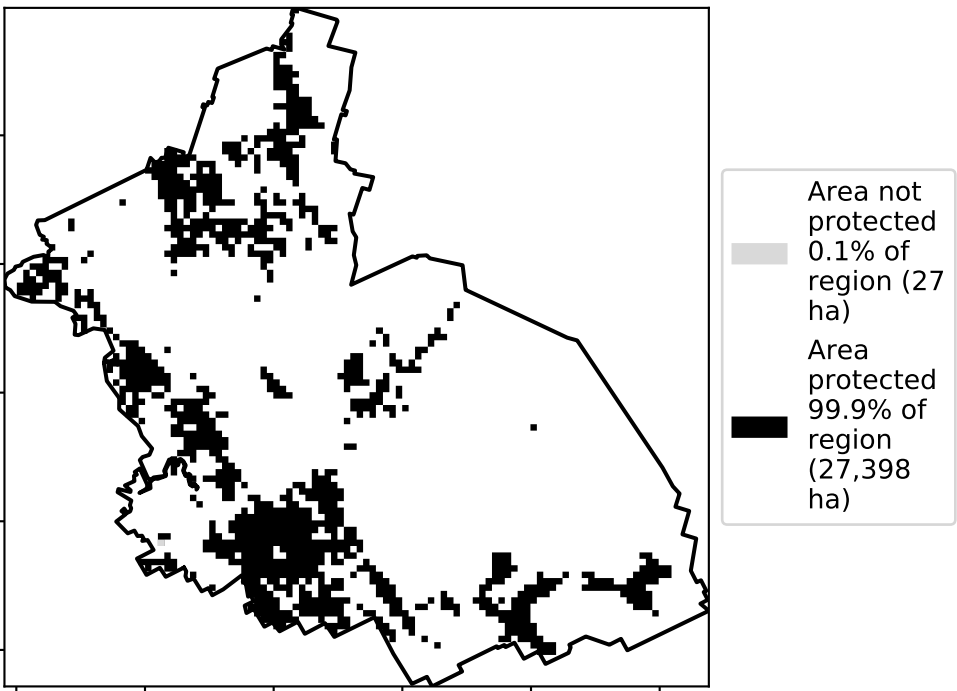 Area not
protected
0.1% of
region (27
ha)
Area
protected
99.9% of
region
(27,398
ha)